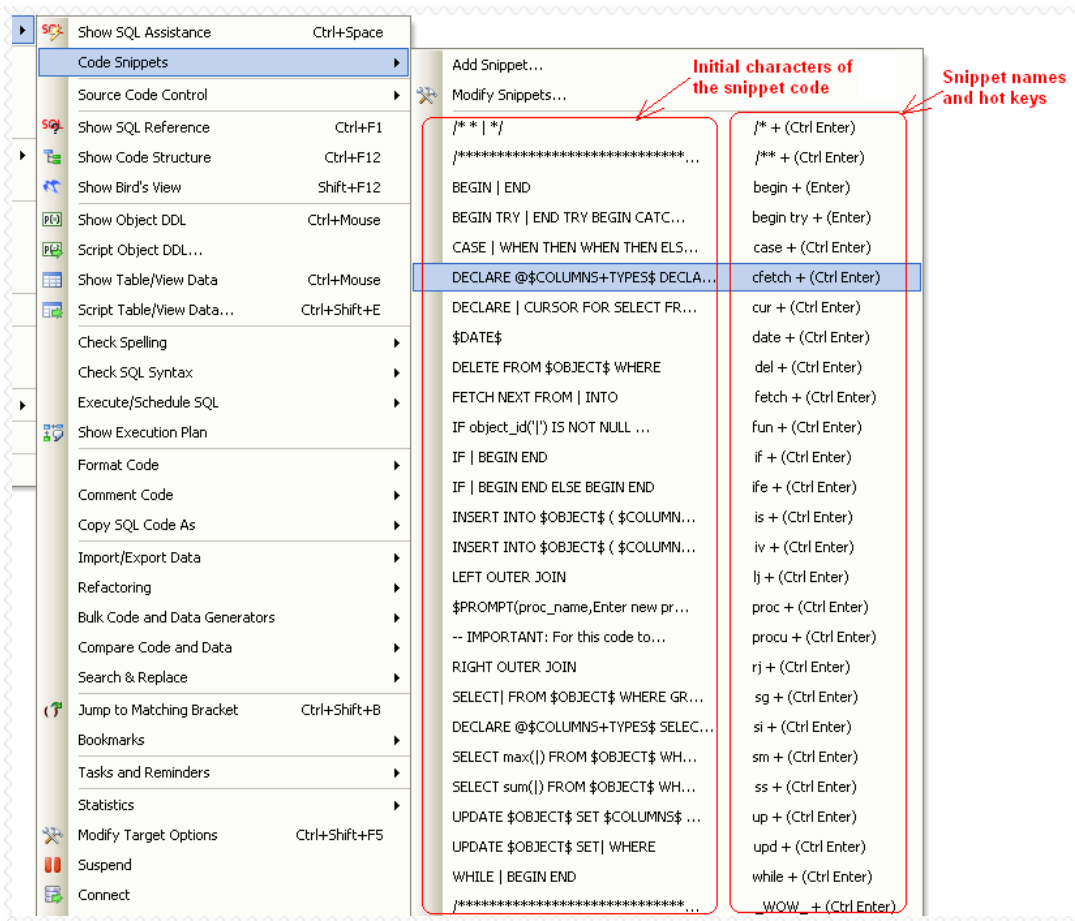 Show SQL Assistance Ctrl+Space
Code Snippets
Source Code Control
Show SQL Reference Ctrl+F1
Show Code Structure Ctrl+F12
Show Bird's View Shift+F12
Show Object DDL Ctrl+Mouse
Script Object DDL...
Show Table/View Data Ctrl+Mouse
Script Table/View Data... Ctrl+Shift+E
Check Spelling
Check SQL Syntax
Execute/Schedule SQL
Show Execution Plan
Format Code
Comment Code
Copy SQL Code As
Import/Export Data
Refactoring
Bulk Code and Data Generators
Compare Code and Data
Search & Replace
Jump to Matching Bracket Ctrl+Shift+B
Bookmarks
Tasks and Reminders
Statistics
Modify Target Options Ctrl+Shift+F5
Suspend
Connect
Add Snippet...
Modify Snippets...
Initial characters of
the snippet code
Snippet names
and hot keys
/* * | */ /* + (Ctrl Enter)
/*****************************... /** + (Ctrl Enter)
BEGIN | END begin + (Enter)
BEGIN TRY | END TRY BEGIN CATC... begin try + (Enter)
CASE | WHEN THEN WHEN THEN ELS... case + (Ctrl Enter)
DECLARE @$COLUMNS+TYPES$ DECLA... cfetch + (Ctrl Enter)
DECLARE | CURSOR FOR SELECT FR... cur + (Ctrl Enter)
$DATE$ date + (Ctrl Enter)
DELETE FROM $OBJECT$ WHERE del + (Ctrl Enter)
FETCH NEXT FROM | INTO fetch + (Ctrl Enter)
IF object_id('|') IS NOT NULL ... fun + (Ctrl Enter)
IF | BEGIN END if + (Ctrl Enter)
IF | BEGIN END ELSE BEGIN END ife + (Ctrl Enter)
INSERT INTO $OBJECT$ ( $COLUMN... is + (Ctrl Enter)
INSERT INTO $OBJECT$ ( $COLUMN... iv + (Ctrl Enter)
LEFT OUTER JOIN lj + (Ctrl Enter)
$PROMPT(proc_name,Enter new pr... proc + (Ctrl Enter)
-- IMPORTANT: For this code to... procu + (Ctrl Enter)
RIGHT OUTER JOIN rj + (Ctrl Enter)
SELECT| FROM $OBJECT$ WHERE GR... sg + (Ctrl Enter)
DECLARE @$COLUMNS+TYPES$ SELEC... si + (Ctrl Enter)
SELECT max(|) FROM $OBJECT$ WH... sm + (Ctrl Enter)
SELECT sum(|) FROM $OBJECT$ WH... ss + (Ctrl Enter)
UPDATE $OBJECT$ SET $COLUMNS$ ... up + (Ctrl Enter)
UPDATE $OBJECT$ SET| WHERE upd + (Ctrl Enter)
WHILE | BEGIN END while + (Ctrl Enter)
/*****************************... _WOW_ + (Ctrl Enter)